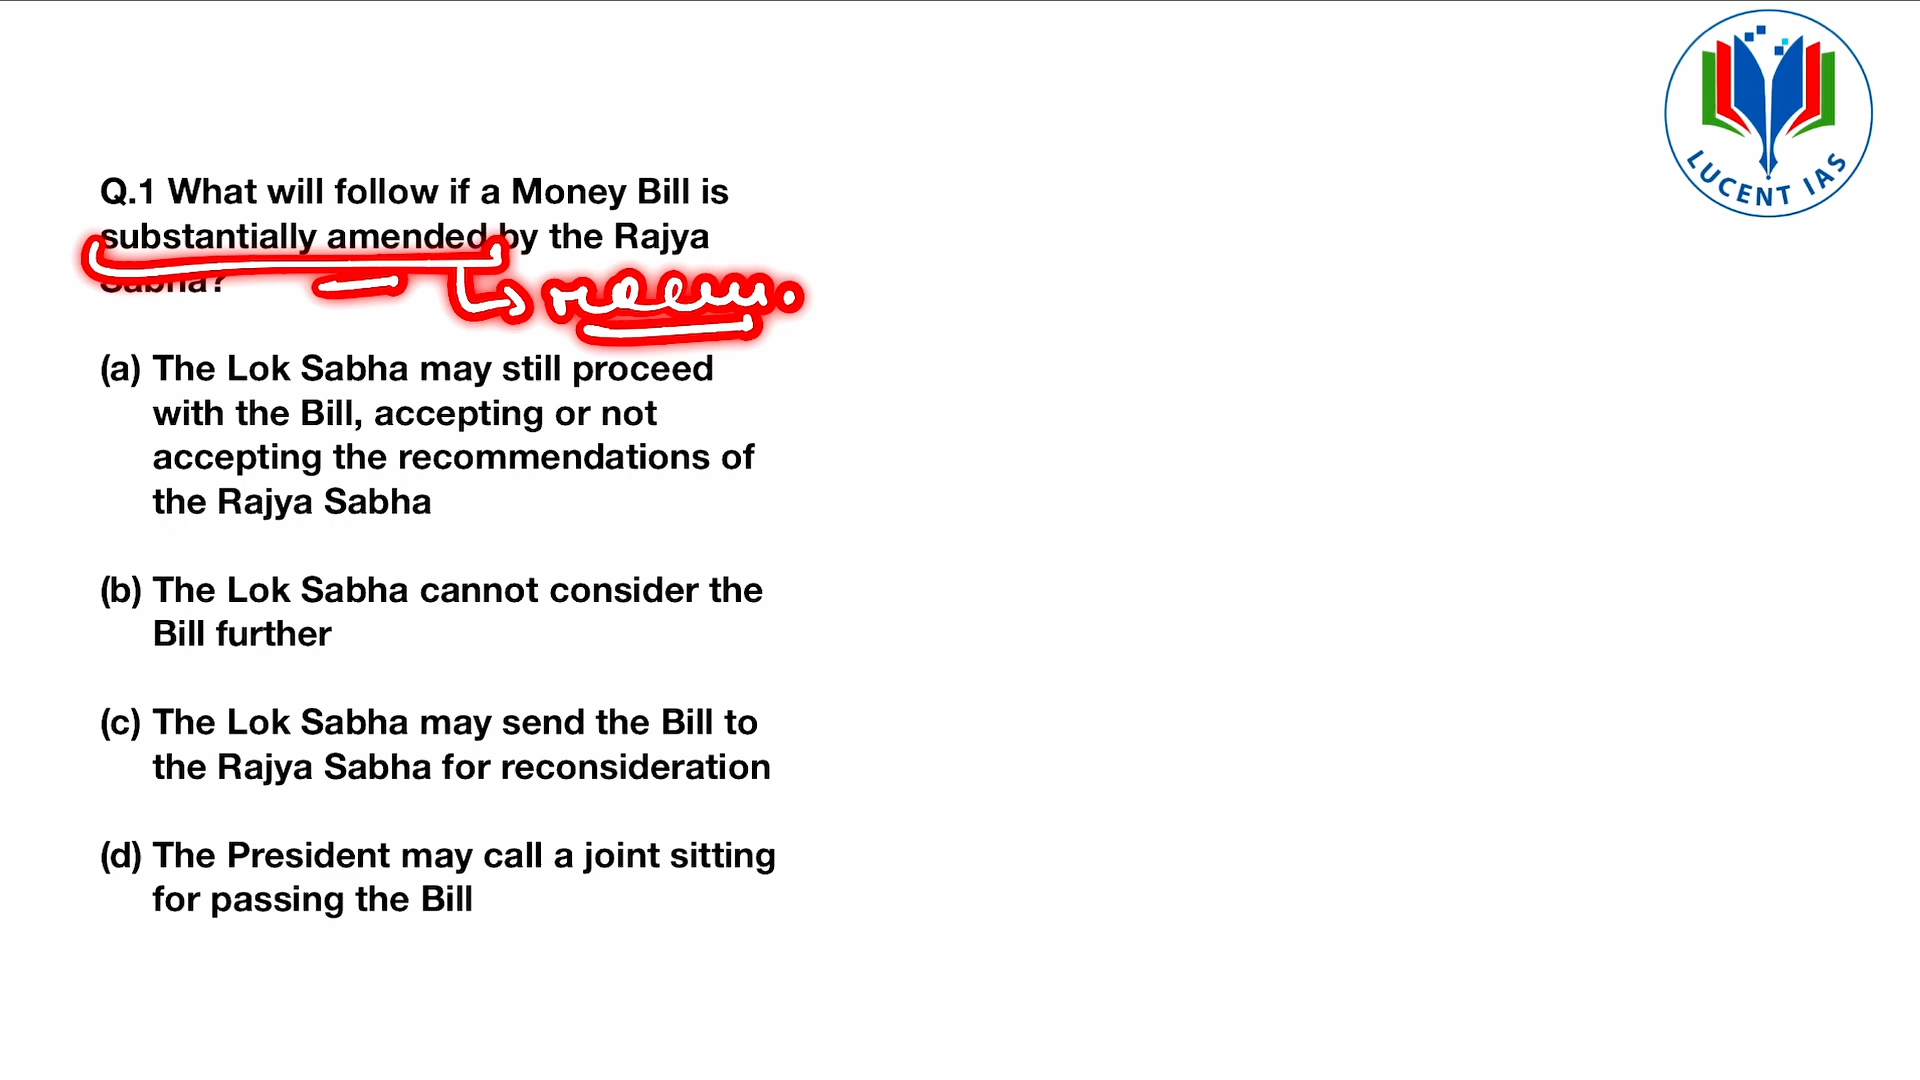 LUCENT IAS
Q.1 What will follow if a Money Bill is
substantially amended by the Rajya
Sabha?
(a) The Lok Sabha may still proceed
with the Bill, accepting or not
accepting the recommendations of
the Rajya Sabha
(b) The Lok Sabha cannot consider the
Bill further
(c) The Lok Sabha may send the Bill to
the Rajya Sabha for reconsideration
(d) The President may call a joint sitting
for passing the Bill